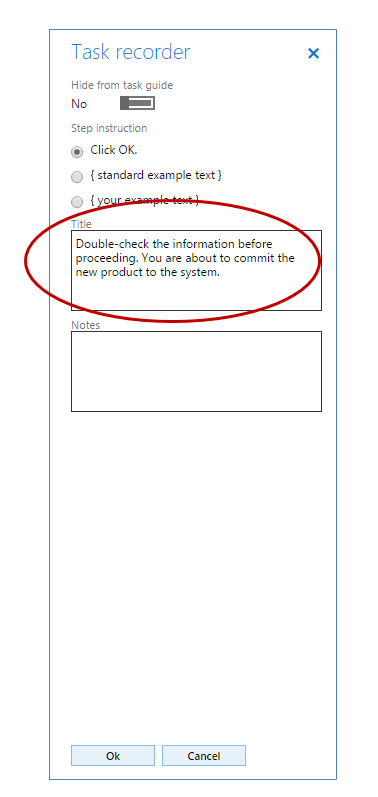 Task recorder
Hide from task guide
No
Step instruction
Click OK.
{ standard example text }
{ your example text }
Title
Double-check the information before
proceeding. You are about to commit the
new product to the system.
Notes
Ok Cancel